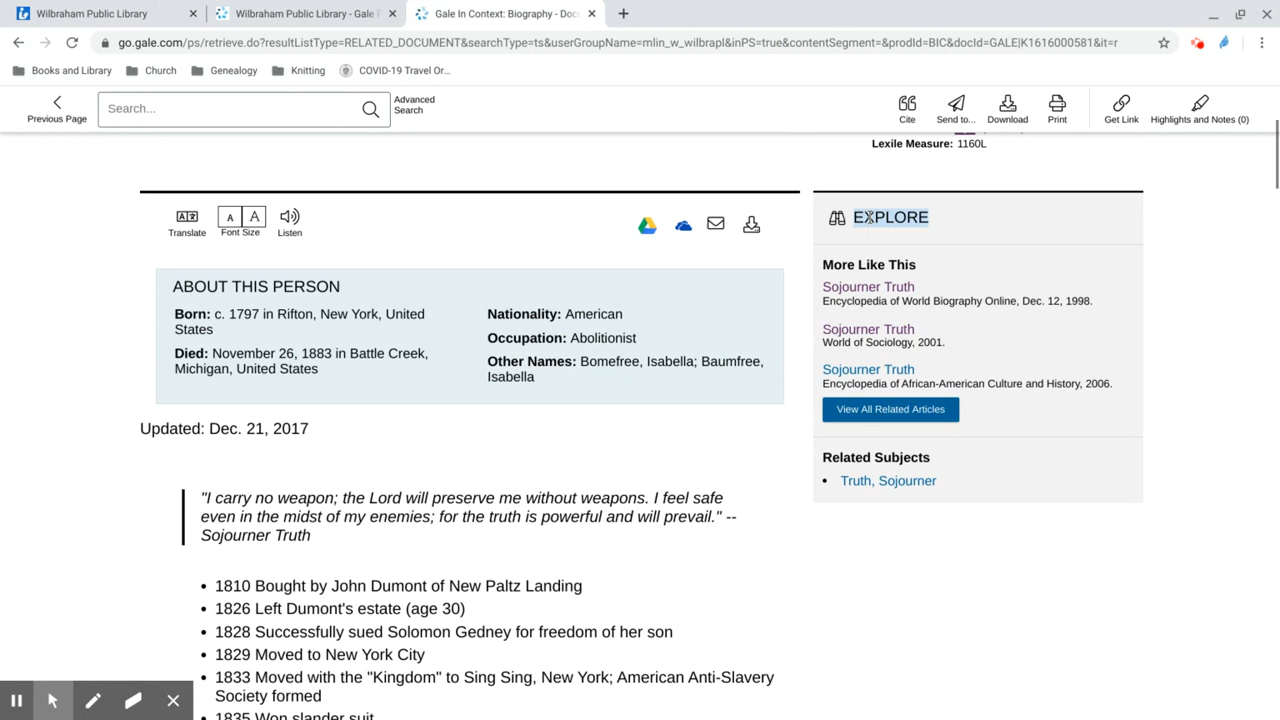 Wilbraham Public Library
Wilbraham Public Library - Gale
Gale In Context: Biography - Doc
go.gale.com/ps/retrieve.do?resultListType=RELATED_DOCUMENT&searchType=ts&userGroupName=mlin_w_wilbrapl&inPS=true&contentSegment=&prodId=BIC&docId=GALE|K1616000581&it=r
Books and Library
Church
Genealogy
Knitting
COVID-19 Travel Or...
Previous Page
Search...
Advanced
Search
Cite
Send to...
Download
Print
Get Link
Highlights and Notes (0)
Lexile Measure: 1160L
Translate
A A
Font Size
Listen
ABOUT THIS PERSON
Born: c. 1797 in Rifton, New York, United
States
Died: November 26, 1883 in Battle Creek,
Michigan, United States
Nationality: American
Occupation: Abolitionist
Other Names: Bomefree, Isabella; Baumfree,
Isabella
Updated: Dec. 21, 2017
"I carry no weapon; the Lord will preserve me without weapons. I feel safe
even in the midst of my enemies; for the truth is powerful and will prevail." --
Sojourner Truth
• 1810 Bought by John Dumont of New Paltz Landing
• 1826 Left Dumont's estate (age 30)
• 1828 Successfully sued Solomon Gedney for freedom of her son
• 1829 Moved to New York City
• 1833 Moved with the "Kingdom" to Sing Sing, New York; American Anti-Slavery
Society formed
• 1835 Won slander suit
EXPLORE
More Like This
Sojourner Truth
Encyclopedia of World Biography Online, Dec. 12, 1998.
Sojourner Truth
World of Sociology, 2001.
Sojourner Truth
Encyclopedia of African-American Culture and History, 2006.
View All Related Articles
Related Subjects
• Truth, Sojourner